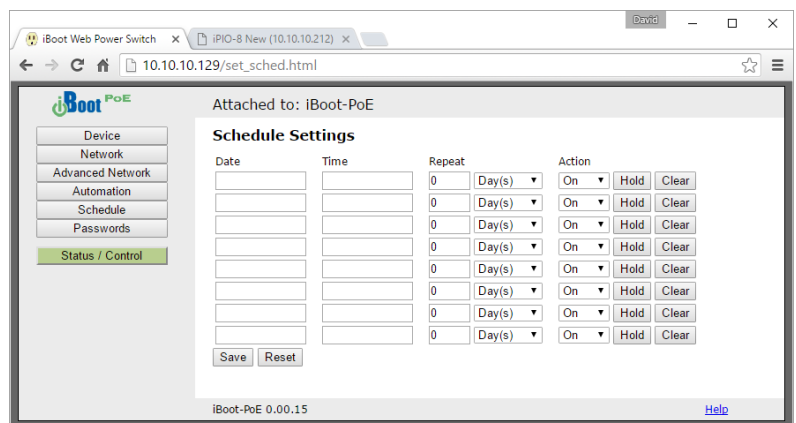 David
iBoot Web Power Switch
iPIO-8 New (10.10.10.212)
10.10.10.129/set_sched.html
iBoot PoE
Attached to: iBoot-PoE
Device
Network
Advanced Network
Automation
Schedule
Passwords
Status / Control
Schedule Settings
Date Time Repeat Action
0 Day(s) On Hold Clear
0 Day(s) On Hold Clear
0 Day(s) On Hold Clear
0 Day(s) On Hold Clear
0 Day(s) On Hold Clear
0 Day(s) On Hold Clear
0 Day(s) On Hold Clear
0 Day(s) On Hold Clear
Save Reset
iBoot-PoE 0.00.15 Help